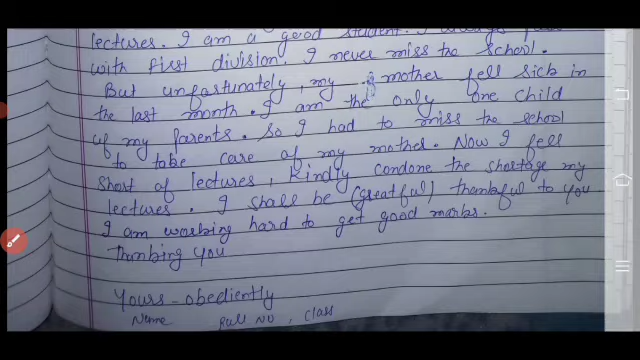 lectures. I am a good student. I always pass
with first division. I never miss the school.
But unfortunately, my mother fell sick in
the last month. I am the only one child
of my parents. So I had to miss the school
to take care of my mother. Now I fell
short of lectures, Kindly condone the shortage my
lectures. I shall be (greatful) thankful to you
I am working hard to get good marks.
Thanking you
Yours - obediently
Name Roll No, class